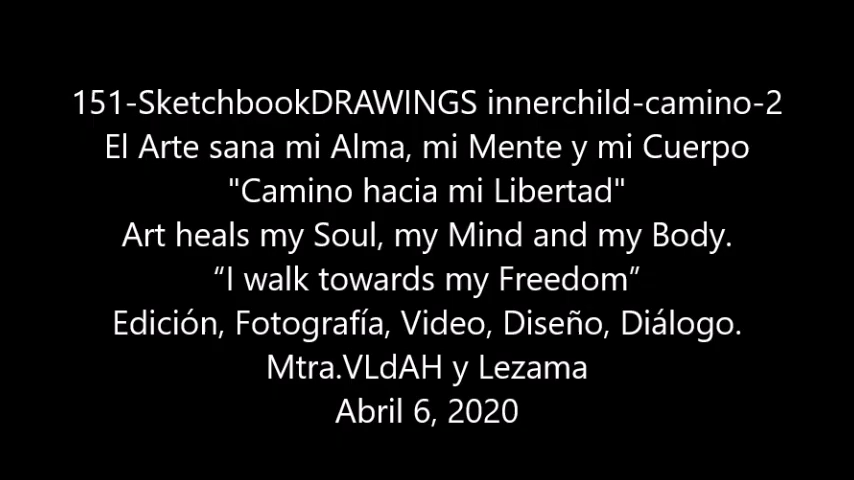 151-SketchbookDRAWINGS innerchild-camino-2
El Arte sana mi Alma, mi Mente y mi Cuerpo
"Camino hacia mi Libertad"
Art heals my Soul, my Mind and my Body.
“I walk towards my Freedom”
Edición, Fotografía, Video, Diseño, Diálogo.
Mtra.VLdAH y Lezama
Abril 6, 2020